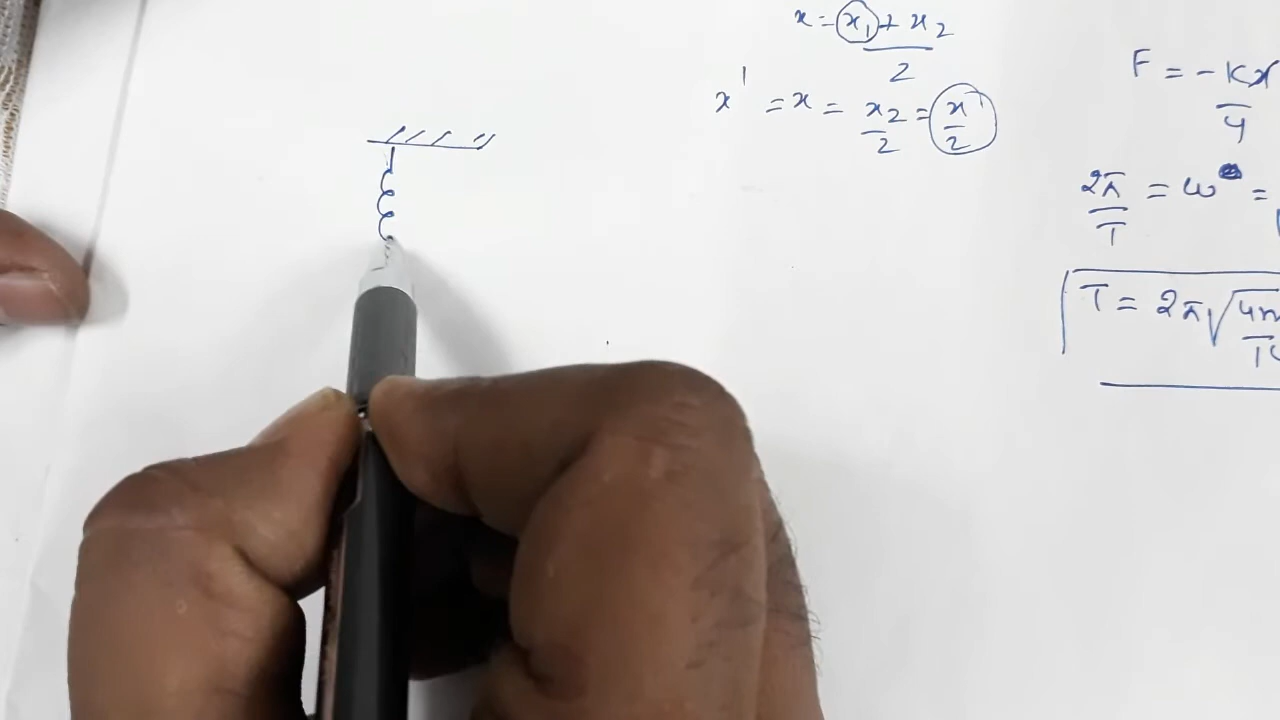 x = x₁ + x₂ / 2
x' = x = x₂/2 = x'/2
F = -Kx / 4
2π/T = ω =
T = 2π√4m